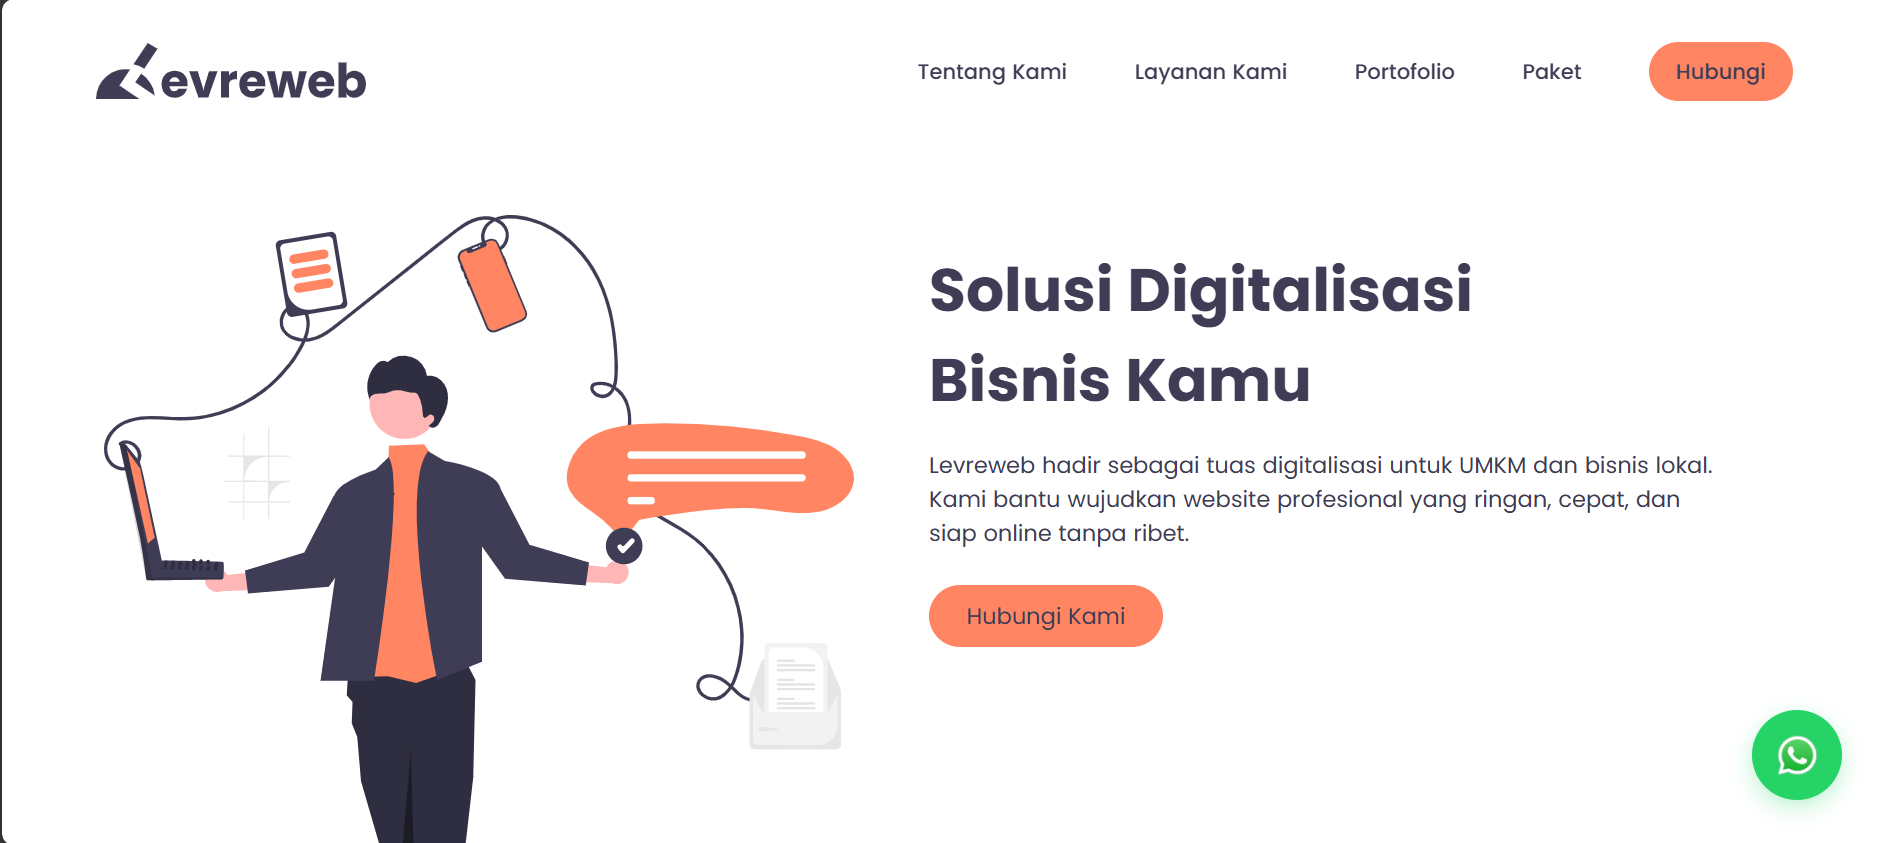 evreweb
Tentang Kami
Layanan Kami
Portofolio
Paket
Hubungi
Solusi Digitalisasi
Bisnis Kamu
Levreweb hadir sebagai tuas digitalisasi untuk UMKM dan bisnis lokal.
Kami bantu wujudkan website profesional yang ringan, cepat, dan
siap online tanpa ribet.
Hubungi Kami